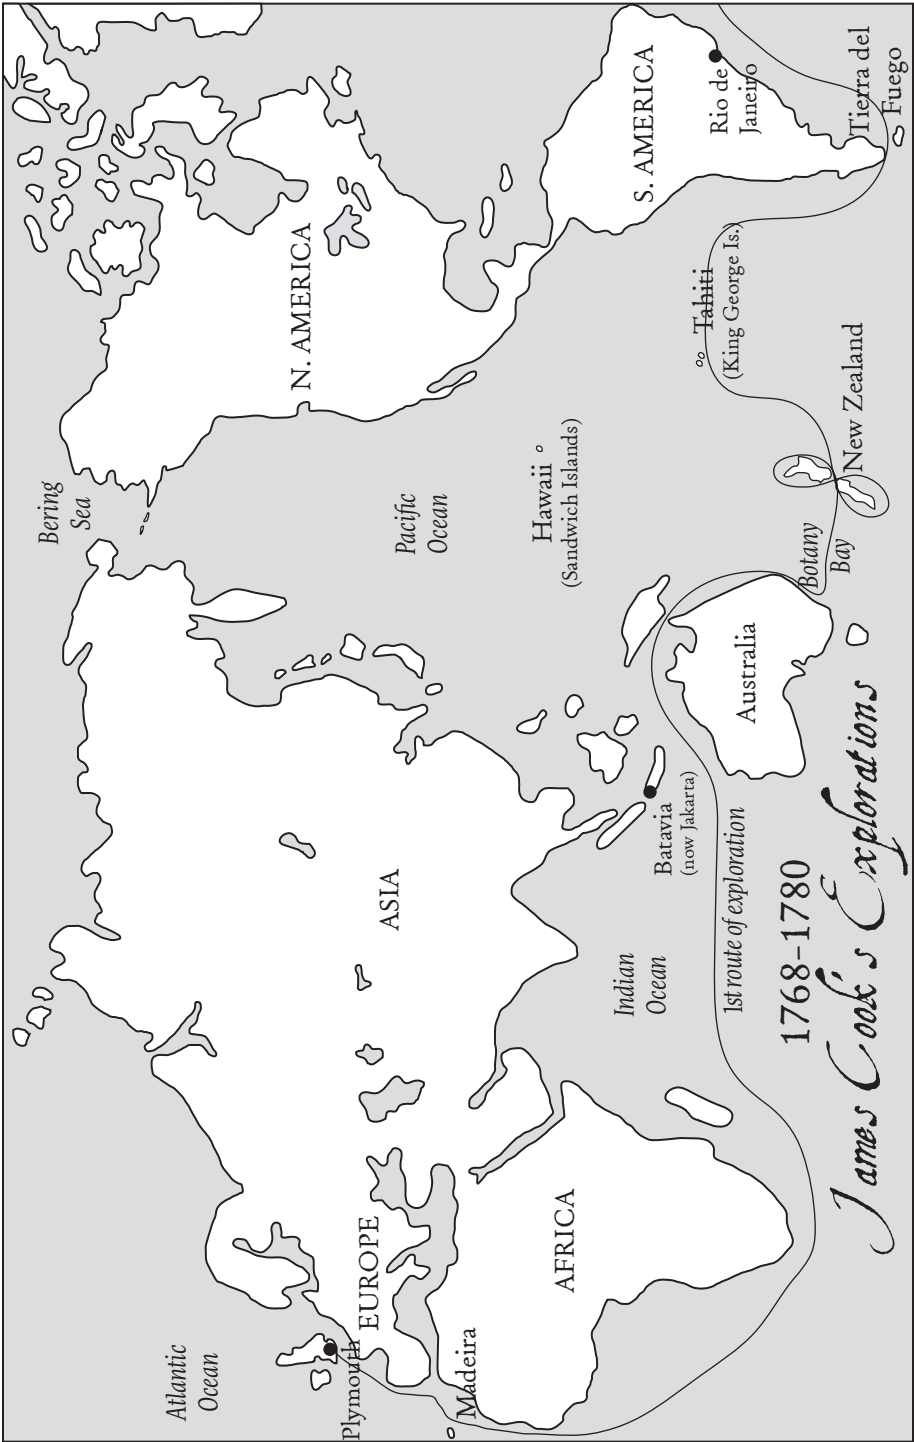 Atlantic
Ocean
Plymouth
EUROPE
Madeira
AFRICA
ASIA
Indian
Ocean
Batavia
(now Jakarta)
1st route of exploration
Australia
Botany
Bay
New Zealand
Bering
Sea
Pacific
Ocean
Hawaii
(Sandwich Islands)
N. AMERICA
Tahiti
(King George Is.)
S. AMERICA
Rio de
Janeiro
Tierra del
Fuego
1768–1780
James Cook's Explorations